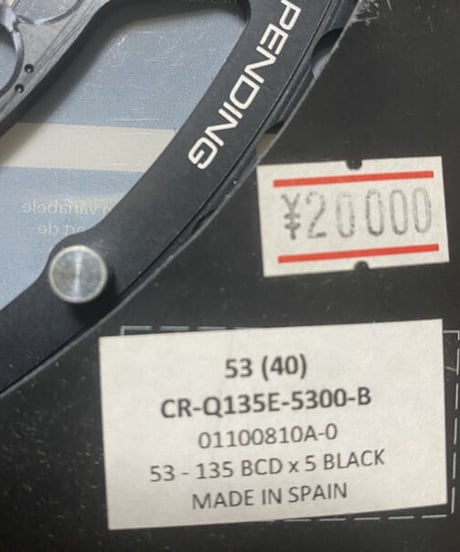 PENDING
¥20000
53 (40)
CR-Q135E-5300-B
01100810A-0
53 - 135 BCD x 5 BLACK
MADE IN SPAIN